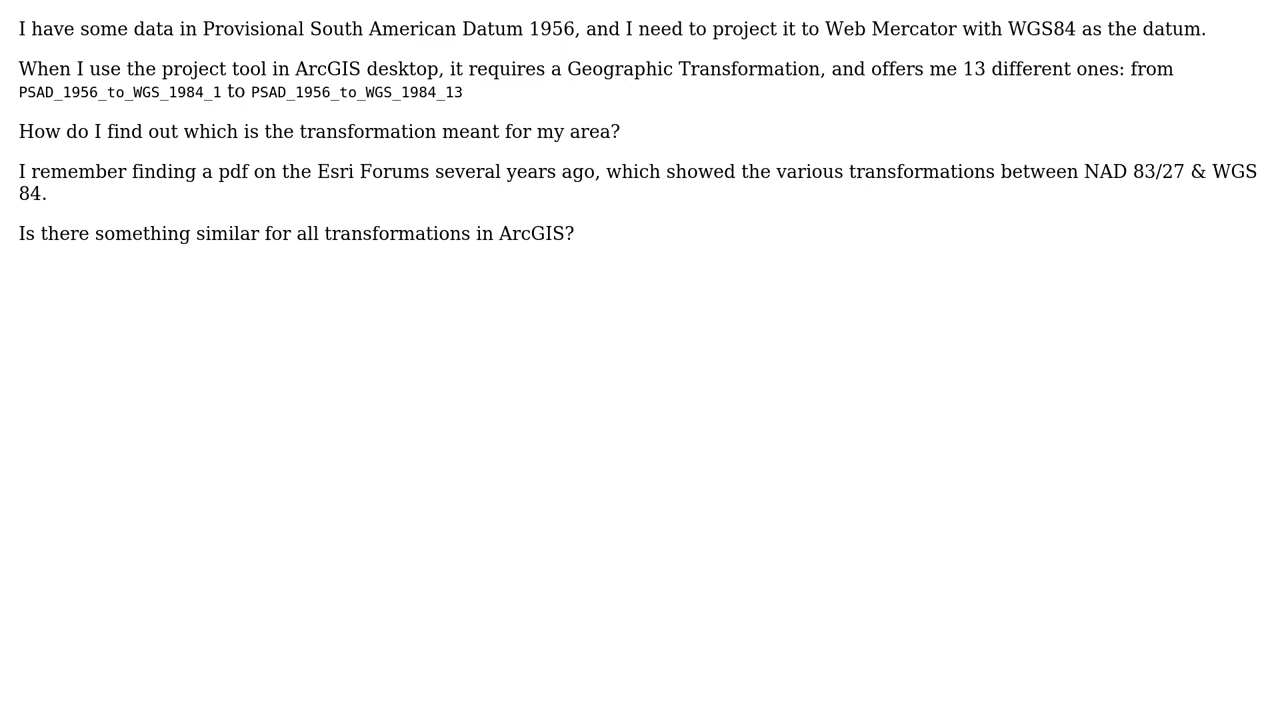 I have some data in Provisional South American Datum 1956, and I need to project it to Web Mercator with WGS84 as the datum.
When I use the project tool in ArcGIS desktop, it requires a Geographic Transformation, and offers me 13 different ones: from
PSAD_1956_to_WGS_1984_1 to PSAD_1956_to_WGS_1984_13
How do I find out which is the transformation meant for my area?
I remember finding a pdf on the Esri Forums several years ago, which showed the various transformations between NAD 83/27 & WGS
84.
Is there something similar for all transformations in ArcGIS?